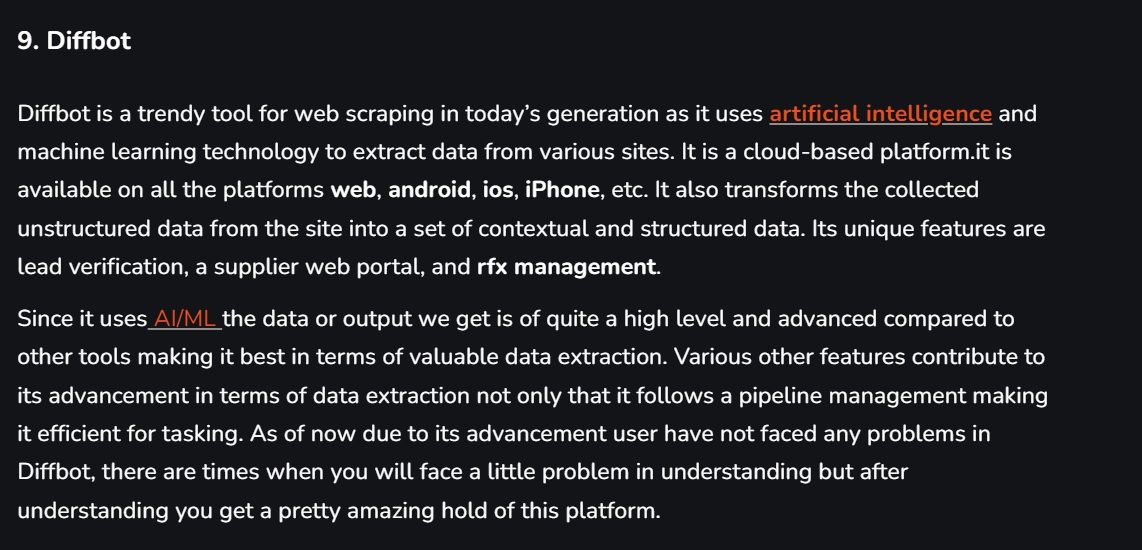 9. Diffbot
Diffbot is a trendy tool for web scraping in today’s generation as it uses artificial intelligence and
machine learning technology to extract data from various sites. It is a cloud-based platform.it is
available on all the platforms web, android, ios, iPhone, etc. It also transforms the collected
unstructured data from the site into a set of contextual and structured data. Its unique features are
lead verification, a supplier web portal, and rfx management.
Since it uses AI/ML the data or output we get is of quite a high level and advanced compared to
other tools making it best in terms of valuable data extraction. Various other features contribute to
its advancement in terms of data extraction not only that it follows a pipeline management making
it efficient for tasking. As of now due to its advancement user have not faced any problems in
Diffbot, there are times when you will face a little problem in understanding but after
understanding you get a pretty amazing hold of this platform.